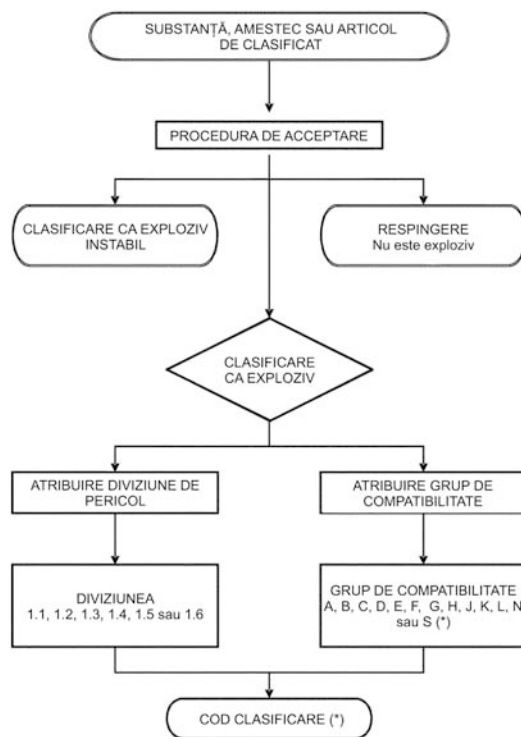 SUBSTANȚĂ, AMESTEC SAU ARTICOL
DE CLASIFICAT
PROCEDURA DE ACCEPTARE
CLASIFICARE CA EXPLOZIV
INSTABIL
RESPINGERE
Nu este exploziv
CLASIFICARE
CA EXPLOZIV
ATRIBUIRE DIVIZIUNE DE
PERICOL
ATRIBUIRE GRUP DE
COMPATIBILITATE
DIVIZIUNEA
1.1, 1.2, 1.3, 1.4, 1.5 sau 1.6
GRUP DE COMPATIBILITATE
A, B, C, D, E, F, G, H, J, K, L, N
sau S (*)
COD CLASIFICARE (*)